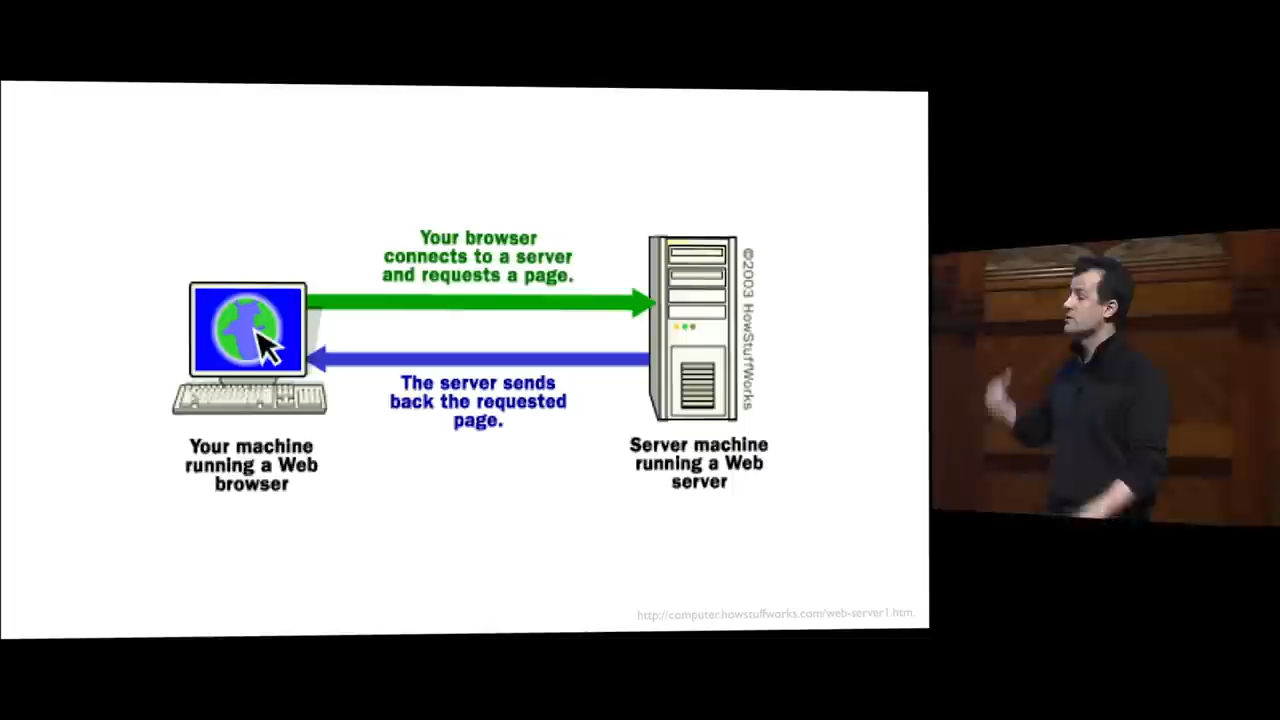 Your browser
connects to a server
and requests a page.
The server sends
back the requested
page.
Your machine
running a Web
browser
Server machine
running a Web
server
©2003 HowStuffWorks
http://computer.howstuffworks.com/web-server1.htm.